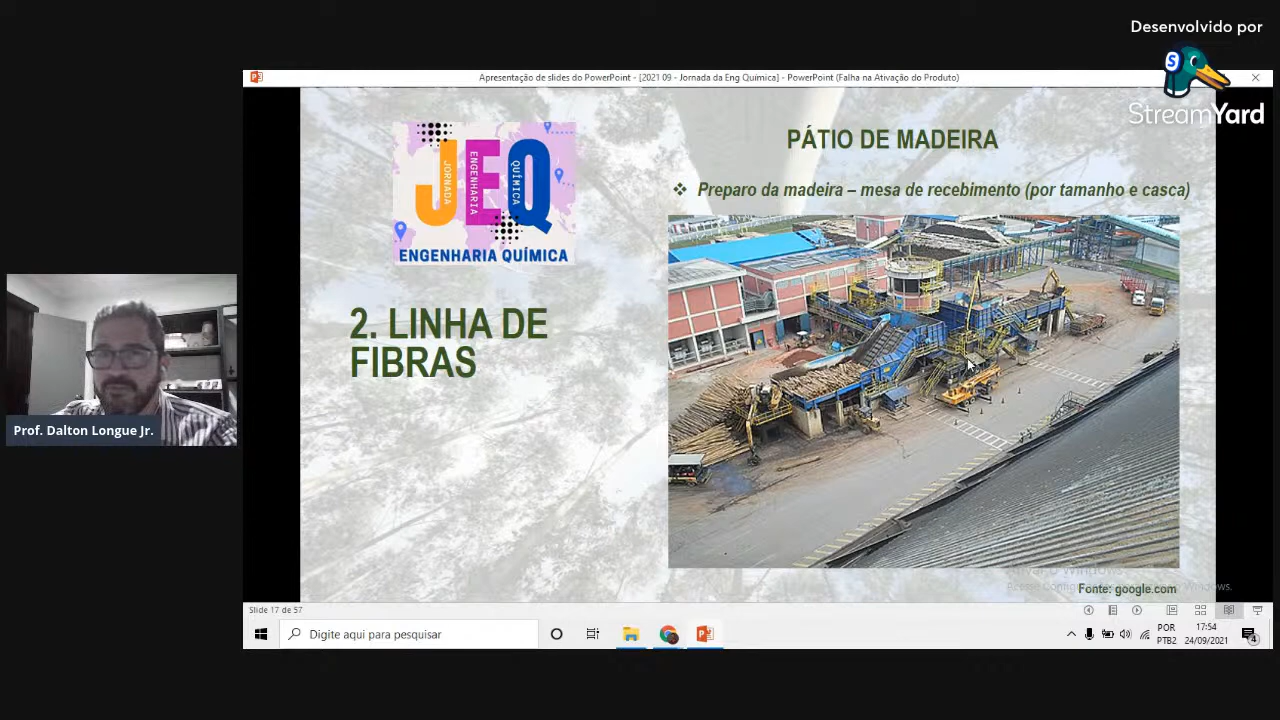 Desenvolvido por
StreamYard
Apresentação de slides do PowerPoint - [2021 09 - Jornada da Eng Química] - PowerPoint (Falha na Ativação do Produto)
JEQ
JORNADA
ENGENHARIA
QUÍMICA
ENGENHARIA QUÍMICA
2. LINHA DE
FIBRAS
PÁTIO DE MADEIRA
❖ Preparo da madeira – mesa de recebimento (por tamanho e casca)
Prof. Dalton Longue Jr.
Fonte: google.com
Slide 17 de 57
Digite aqui para pesquisar
POR
PTB2
17:54
24/09/2021
4